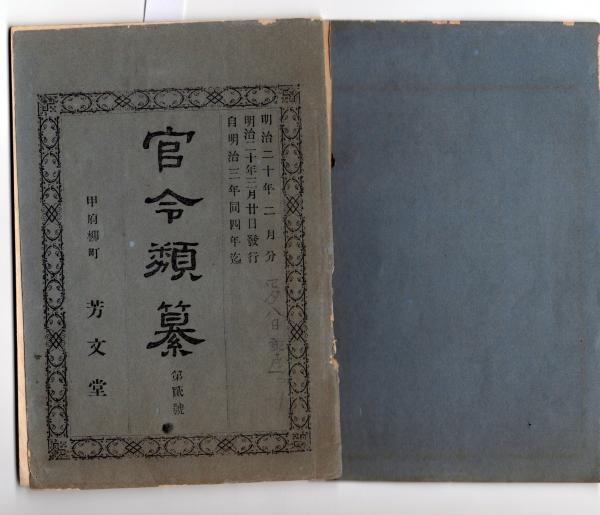 明治二十年二月分
明治二十年三月廿日發行
自明治三年同四年迄
官令類纂
第貮號
甲府柳町 芳文堂